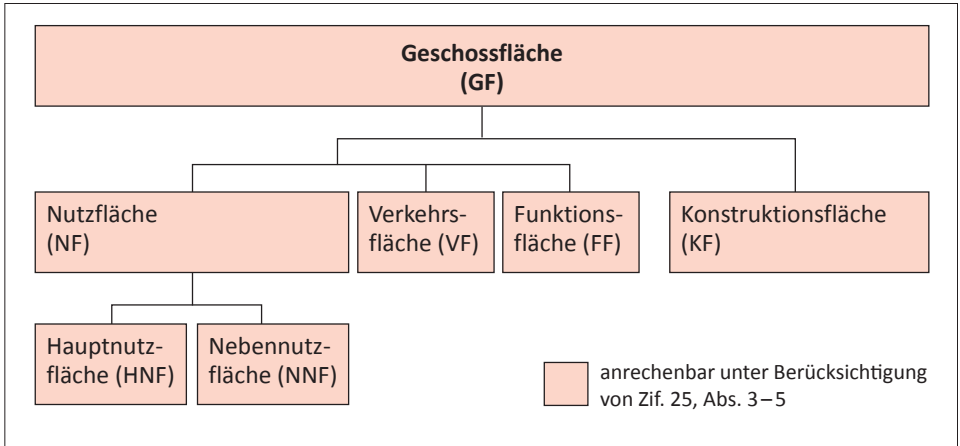 Geschossfläche
(GF)
Nutzfläche
(NF)
Verkehrs-
fläche (VF)
Funktions-
fläche (FF)
Konstruktionsfläche
(KF)
Hauptnutz-
fläche (HNF)
Nebennutz-
fläche (NNF)
anrechenbar unter Berücksichtigung
von Zif. 25, Abs. 3–5